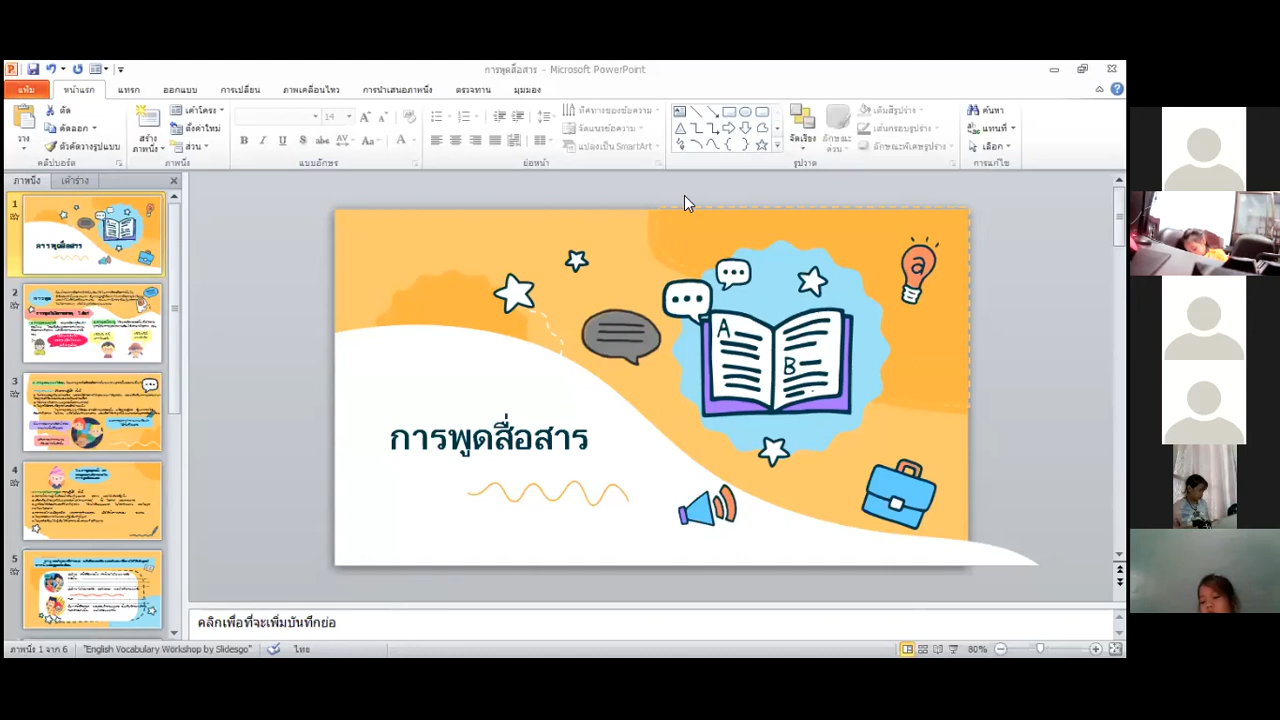 การพูดสื่อสาร - Microsoft PowerPoint
แฟ้ม หน้าแรก แทรก ออกแบบ การเปลี่ยน ภาพเคลื่อนไหว การนำเสนอภาพนิ่ง ตรวจทาน มุมมอง
วาง
ตัด
คัดลอก
ตัวคัดวางรูปแบบ
คลิปบอร์ด
สร้าง
ภาพนิ่ง
เค้าโครง
ตั้งค่าใหม่
ส่วน
ภาพนิ่ง
14
แบบอักษร
ทิศทางของข้อความ
จัดแนวข้อความ
แปลงเป็น SmartArt
ย่อหน้า
จัดเรียง
ลักษณะ
ด่วน
เติมสีรูปร่าง
เส้นกรอบรูปร่าง
ลักษณะพิเศษรูปร่าง
รูปวาด
ค้นหา
แทนที่
เลือก
การแก้ไข
ภาพนิ่ง เค้าร่าง
1
การพูดสื่อสาร
2
3
4
5
A
B
a
การพูดสื่อสาร
คลิกเพื่อที่จะเพิ่มบันทึกย่อ
ภาพนิ่ง 1 จาก 6 "English Vocabulary Workshop by Slidesgo" ไทย 80%